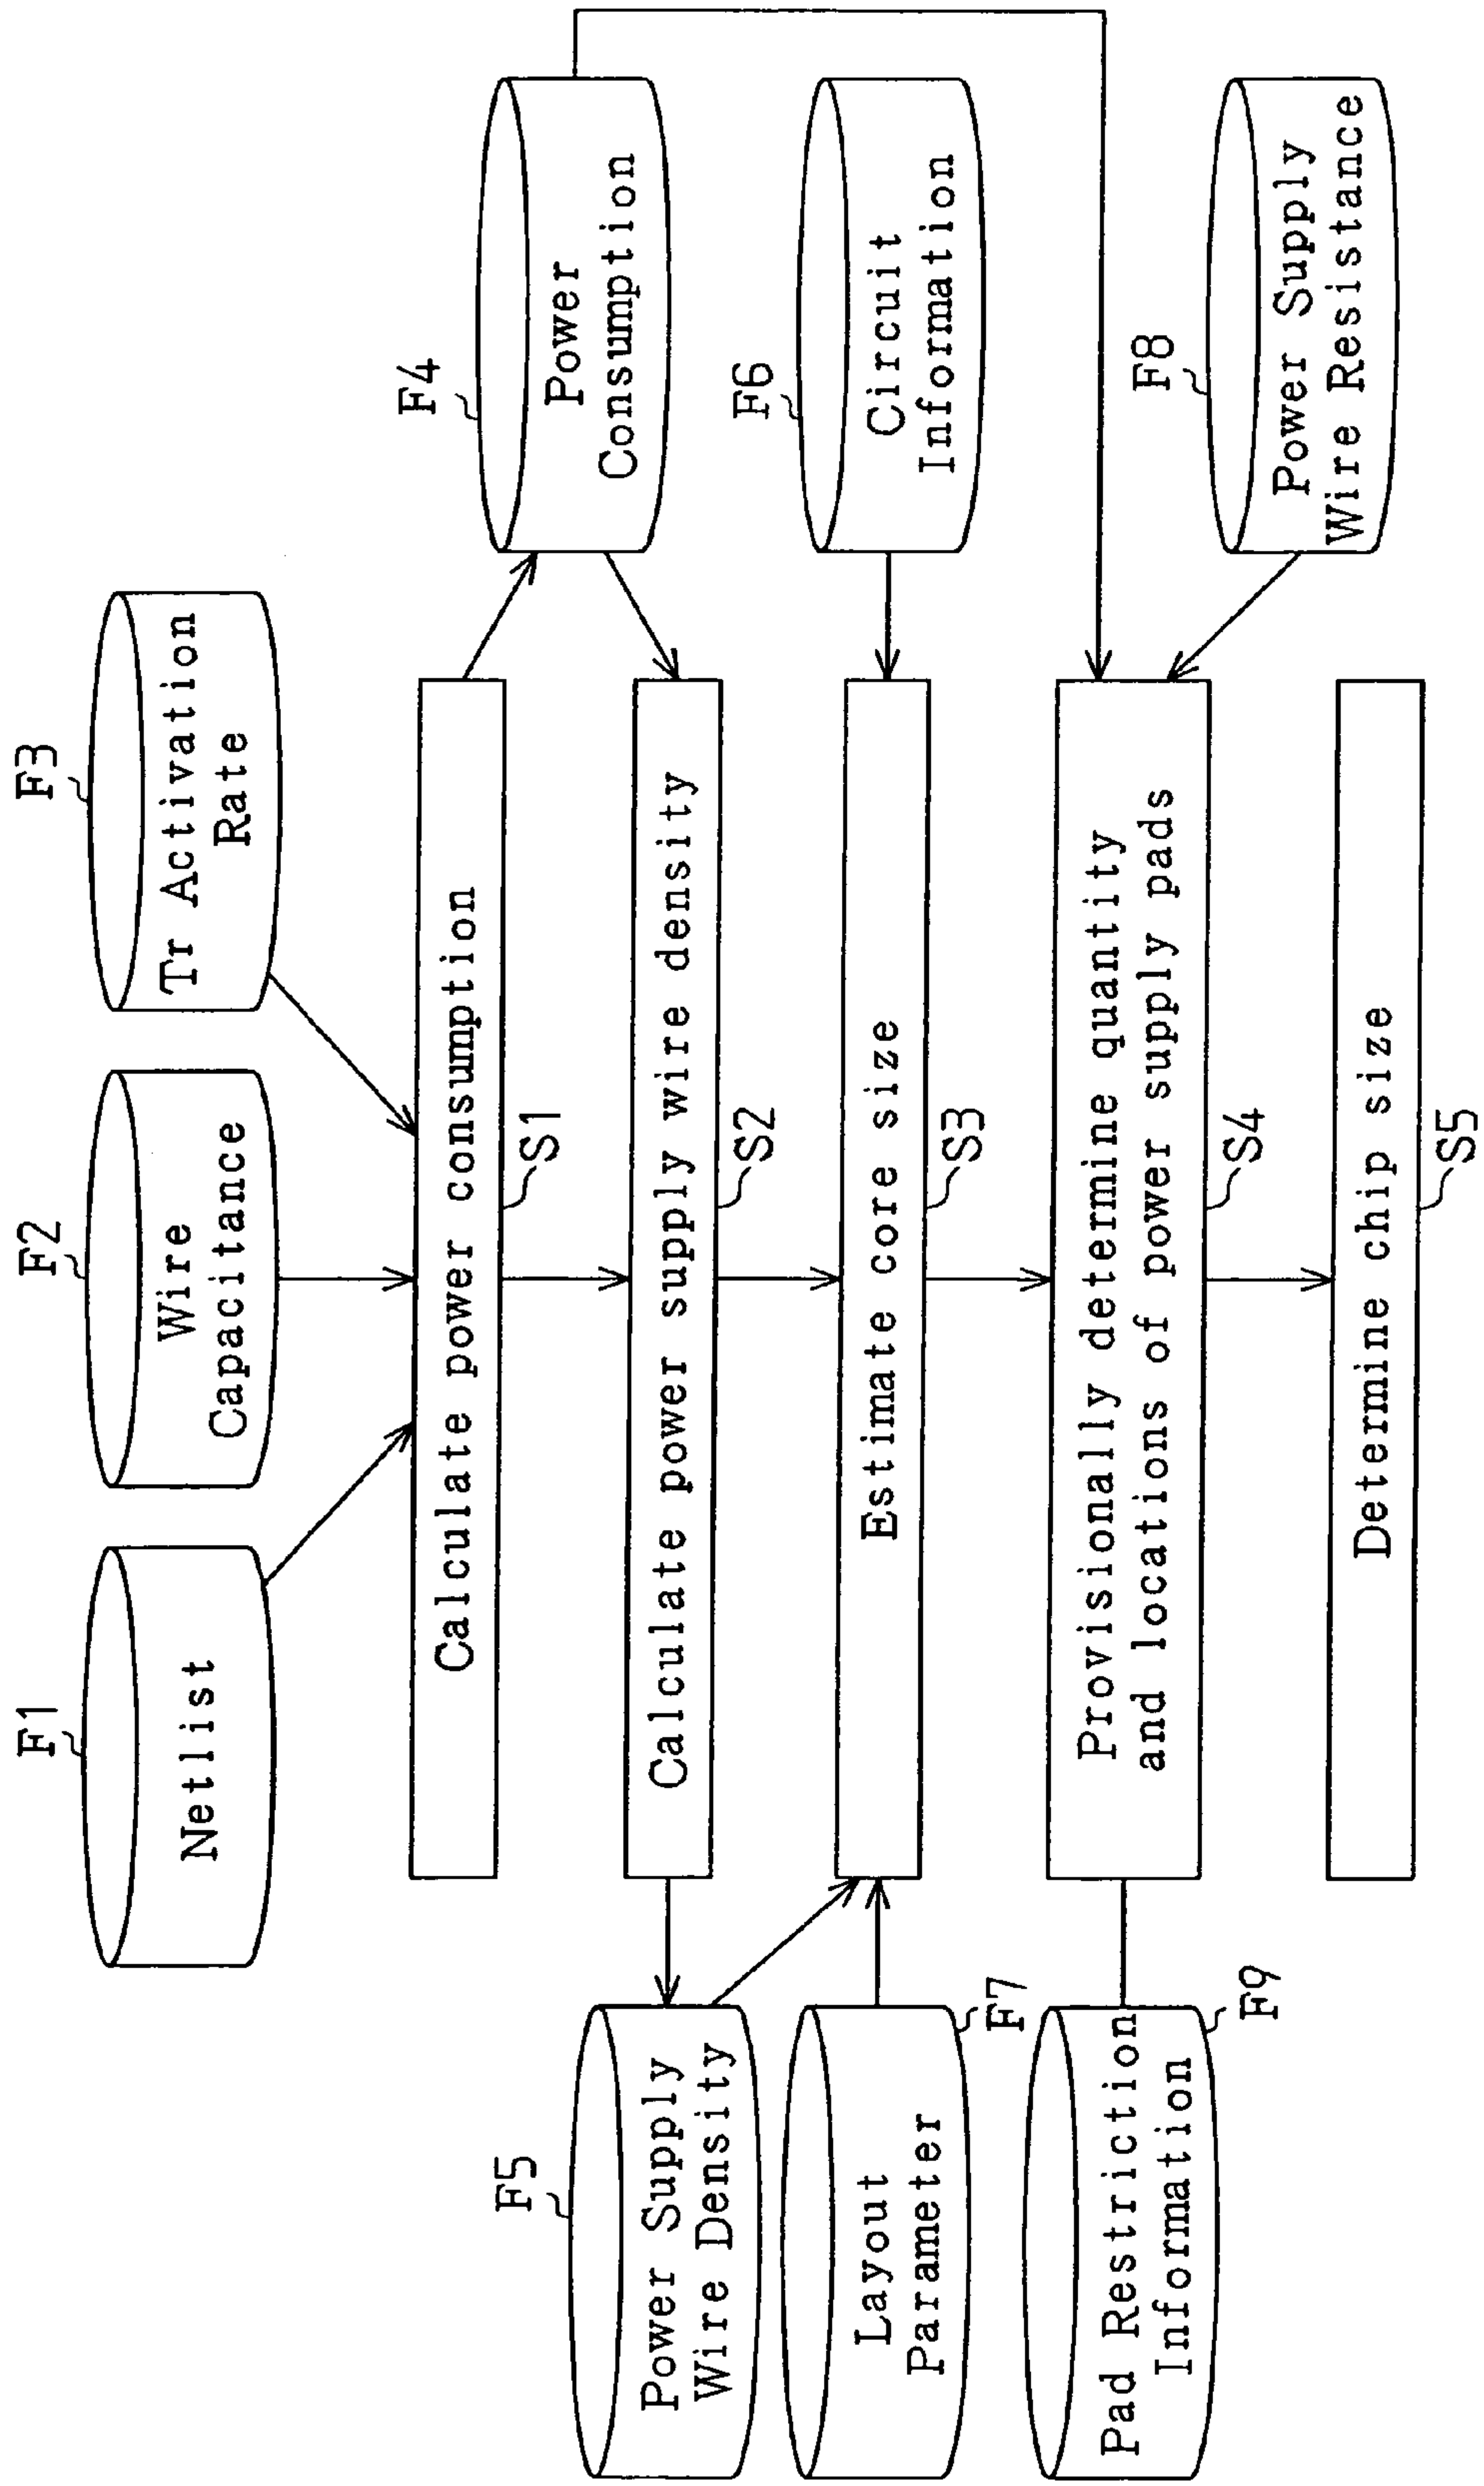 F1
Netlist
F2
Wire
Capacitance
F3
Tr Activation
Rate
Calculate power consumption
S1
F4
Power
Consumption
Calculate power supply wire density
S2
F5
Power Supply
Wire Density
F6
Circuit
Information
Estimate core size
S3
Layout
Parameter
F7
F8
Power Supply
Wire Resistance
Provisionally determine quantity
and locations of power supply pads
S4
Pad Restriction
Information
F9
Determine chip size
S5